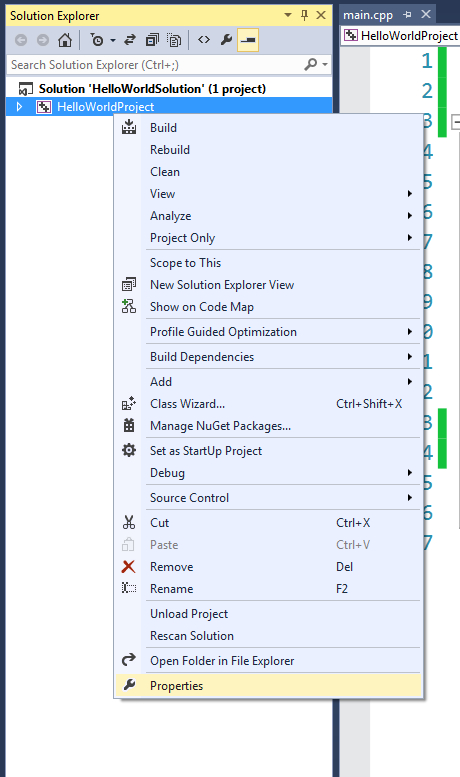 Solution Explorer
Search Solution Explorer (Ctrl+;)
Solution 'HelloWorldSolution' (1 project)
HelloWorldProject
Build
Rebuild
Clean
View
Analyze
Project Only
Scope to This
New Solution Explorer View
Show on Code Map
Profile Guided Optimization
Build Dependencies
Add
Class Wizard... Ctrl+Shift+X
Manage NuGet Packages...
Set as StartUp Project
Debug
Source Control
Cut Ctrl+X
Paste Ctrl+V
Remove Del
Rename F2
Unload Project
Rescan Solution
Open Folder in File Explorer
Properties
main.cpp
HelloWorldProject
1
2
3
4
5
6
7
8
9
0
1
2
3
4
5
6
7